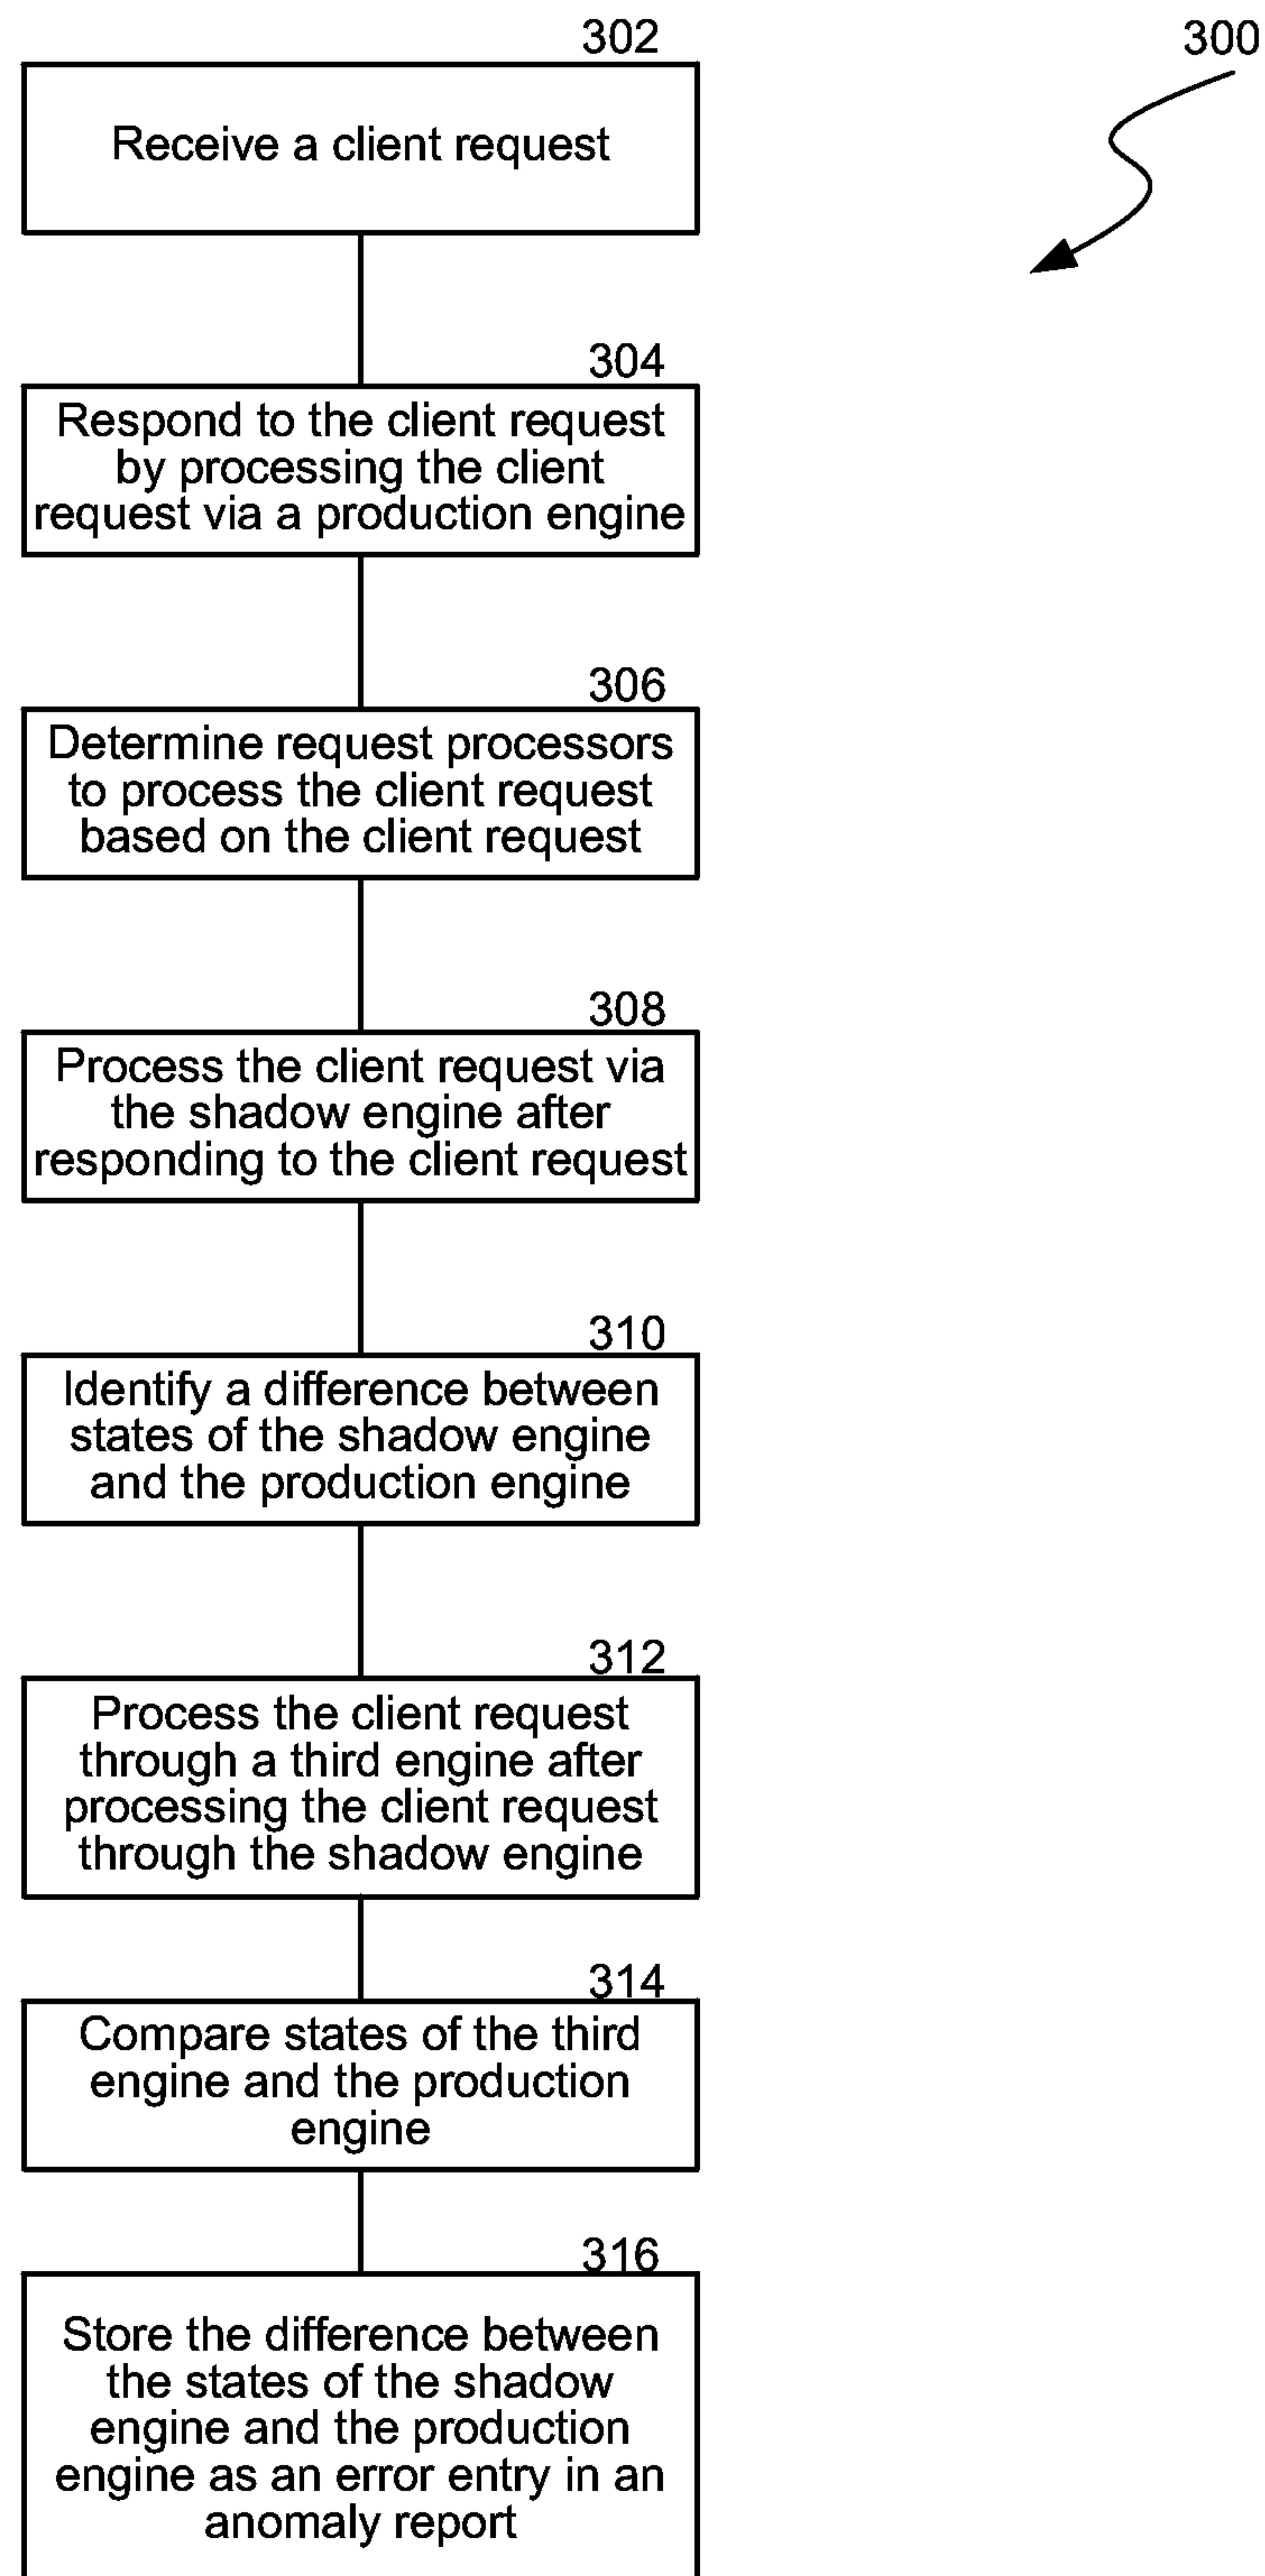 302
300
Receive a client request
304
Respond to the client request
by processing the client
request via a production engine
306
Determine request processors
to process the client request
based on the client request
308
Process the client request via
the shadow engine after
responding to the client request
310
Identify a difference between
states of the shadow engine
and the production engine
312
Process the client request
through a third engine after
processing the client request
through the shadow engine
314
Compare states of the third
engine and the production
engine
316
Store the difference between
the states of the shadow
engine and the production
engine as an error entry in an
anomaly report